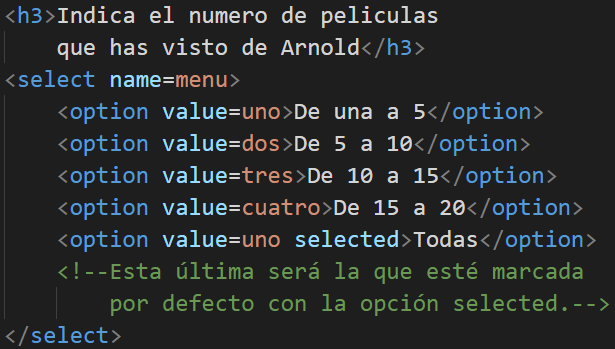 <h3>Indica el numero de peliculas
    que has visto de Arnold</h3>
<select name=menu>
    <option value=uno>De una a 5</option>
    <option value=dos>De 5 a 10</option>
    <option value=tres>De 10 a 15</option>
    <option value=cuatro>De 15 a 20</option>
    <option value=uno selected>Todas</option>
    <!--Esta última será la que esté marcada
        por defecto con la opción selected.-->
</select>